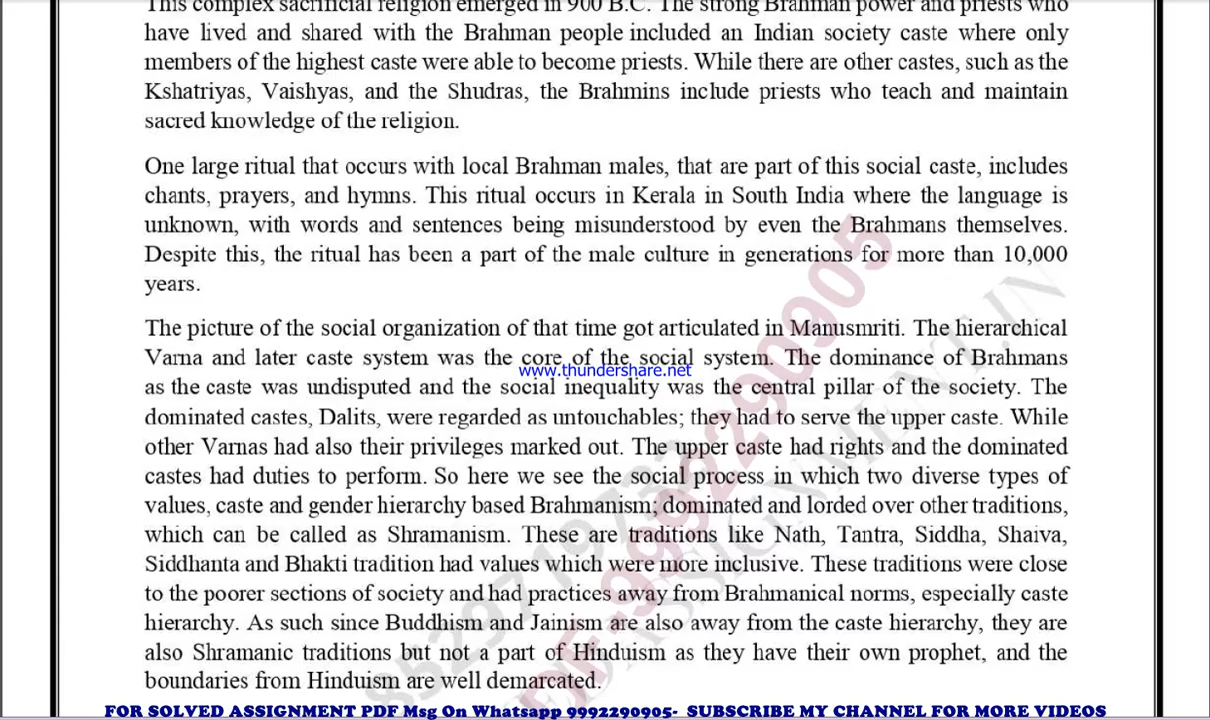 This complex sacrificial religion emerged in 900 B.C. The strong Brahman power and priests who
have lived and shared with the Brahman people included an Indian society caste where only
members of the highest caste were able to become priests. While there are other castes, such as the
Kshatriyas, Vaishyas, and the Shudras, the Brahmins include priests who teach and maintain
sacred knowledge of the religion.
One large ritual that occurs with local Brahman males, that are part of this social caste, includes
chants, prayers, and hymns. This ritual occurs in Kerala in South India where the language is
unknown, with words and sentences being misunderstood by even the Brahmans themselves.
Despite this, the ritual has been a part of the male culture in generations for more than 10,000
years.
The picture of the social organization of that time got articulated in Manusmriti. The hierarchical
Varna and later caste system was the core of the social system. The dominance of Brahmans
www.thundershare.net
as the caste was undisputed and the social inequality was the central pillar of the society. The
dominated castes, Dalits, were regarded as untouchables; they had to serve the upper caste. While
other Varnas had also their privileges marked out. The upper caste had rights and the dominated
castes had duties to perform. So here we see the social process in which two diverse types of
values, caste and gender hierarchy based Brahmanism; dominated and lorded over other traditions,
which can be called as Shramanism. These are traditions like Nath, Tantra, Siddha, Shaiva,
Siddhanta and Bhakti tradition had values which were more inclusive. These traditions were close
to the poorer sections of society and had practices away from Brahmanical norms, especially caste
hierarchy. As such since Buddhism and Jainism are also away from the caste hierarchy, they are
also Shramanic traditions but not a part of Hinduism as they have their own prophet, and the
boundaries from Hinduism are well demarcated.
FOR SOLVED ASSIGNMENT PDF Msg On Whatsapp 9992290905- SUBSCRIBE MY CHANNEL FOR MORE VIDEOS